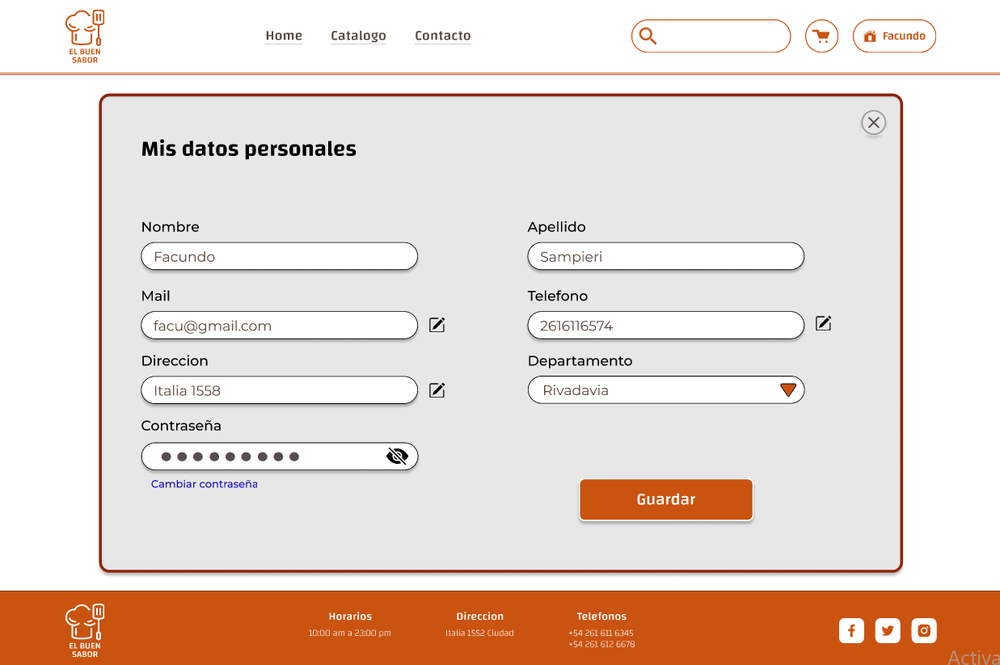 EL BUEN
SABOR
Home Catalogo Contacto
Facundo
Mis datos personales
Nombre
Facundo
Apellido
Sampieri
Mail
facu@gmail.com
Telefono
2616116574
Direccion
Italia 1558
Departamento
Rivadavia
Contraseña
Cambiar contraseña
Guardar
EL BUEN
SABOR
Horarios
10:00 am a 23:00 pm
Direccion
Italia 1552 Ciudad
Telefonos
+54 261 611 6345
+54 261 612 6678
Activa